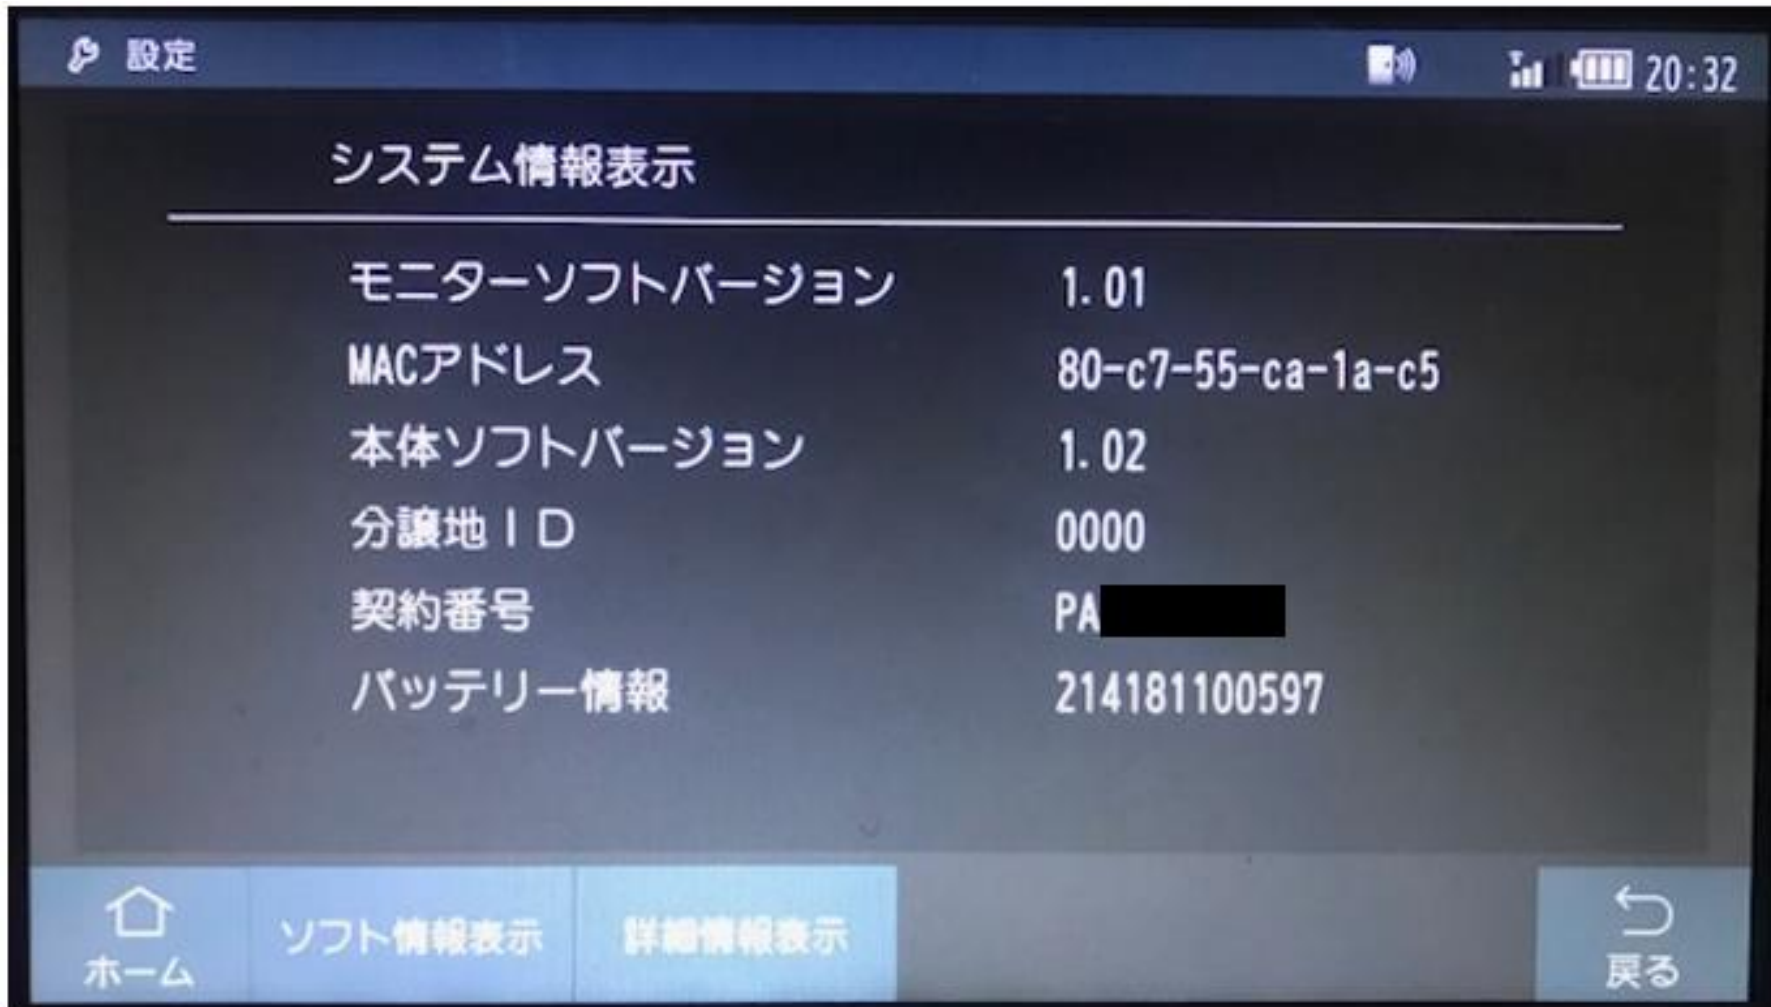 設定 20:32
システム情報表示
モニターソフトバージョン 1.01
MACアドレス 80-c7-55-ca-1a-c5
本体ソフトバージョン 1.02
分譲地ID 0000
契約番号 PA
バッテリー情報 214181100597
ホーム ソフト情報表示 詳細情報表示 戻る